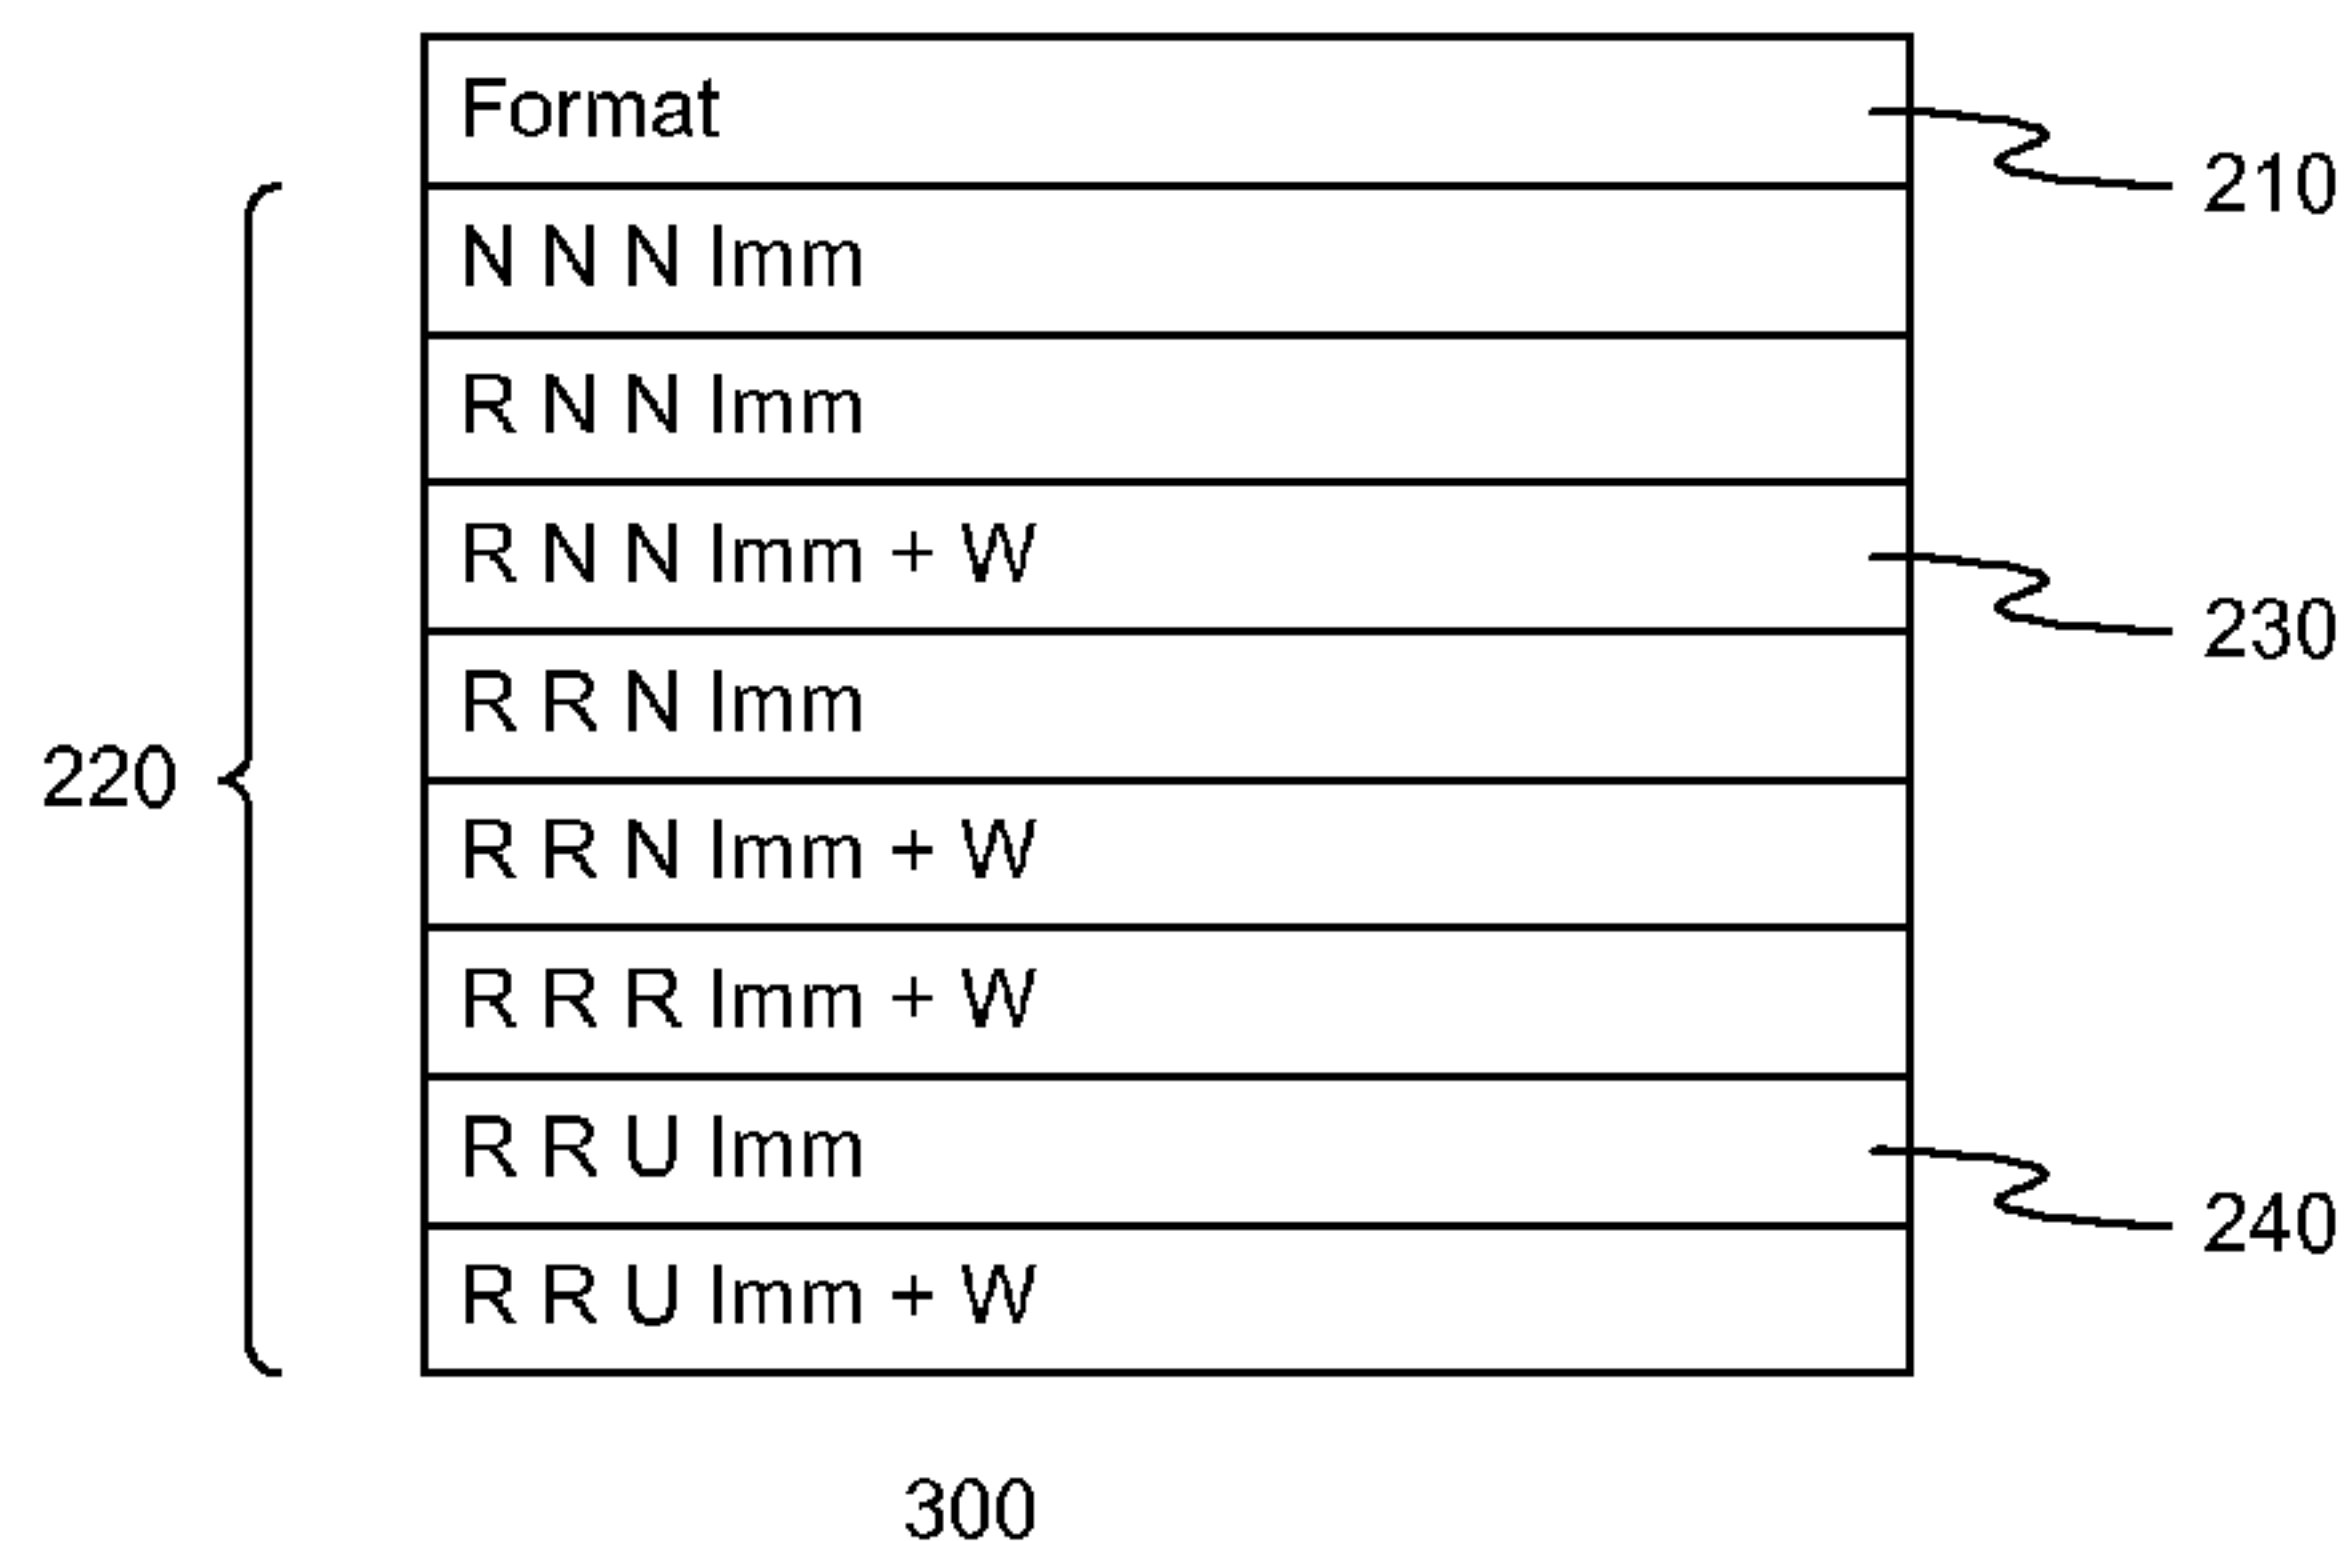 Format
210
N N N Imm
R N N Imm
R N N Imm + W
230
R R N Imm
220
R R N Imm + W
R R R Imm + W
R R U Imm
240
R R U Imm + W
300